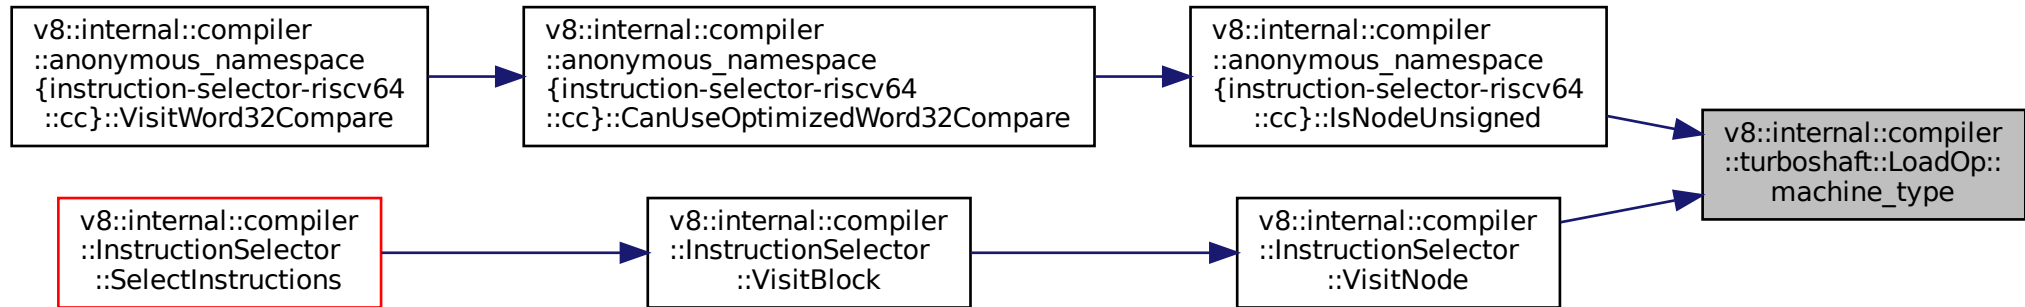 v8::internal::compiler
::anonymous_namespace
{instruction-selector-riscv64
::cc}::VisitWord32Compare
v8::internal::compiler
::anonymous_namespace
{instruction-selector-riscv64
::cc}::CanUseOptimizedWord32Compare
v8::internal::compiler
::anonymous_namespace
{instruction-selector-riscv64
::cc}::IsNodeUnsigned
v8::internal::compiler
::turboshaft::LoadOp::
machine_type
v8::internal::compiler
::InstructionSelector
::SelectInstructions
v8::internal::compiler
::InstructionSelector
::VisitBlock
v8::internal::compiler
::InstructionSelector
::VisitNode